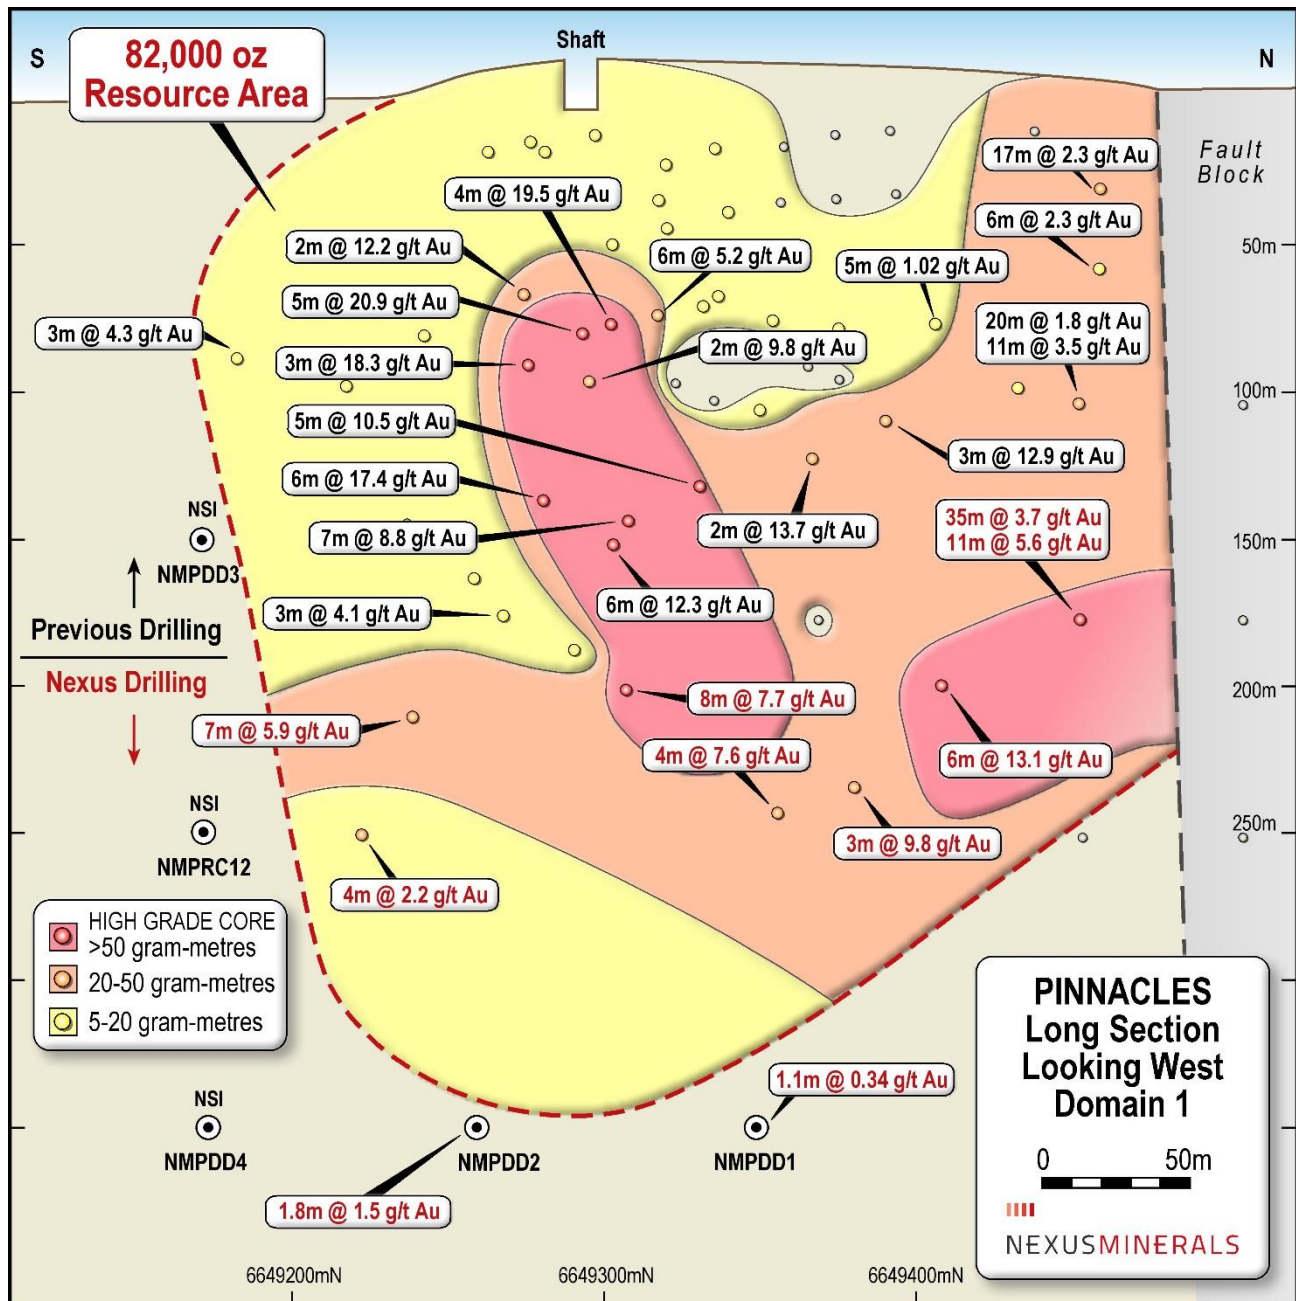 S
82,000 oz
Resource Area
Shaft
N
Fault
Block
17m @ 2.3 g/t Au
4m @ 19.5 g/t Au
6m @ 2.3 g/t Au
2m @ 12.2 g/t Au
6m @ 5.2 g/t Au
50m
5m @ 1.02 g/t Au
5m @ 20.9 g/t Au
3m @ 4.3 g/t Au
20m @ 1.8 g/t Au
11m @ 3.5 g/t Au
3m @ 18.3 g/t Au
2m @ 9.8 g/t Au
100m
5m @ 10.5 g/t Au
3m @ 12.9 g/t Au
6m @ 17.4 g/t Au
NSI
NMPDD3
7m @ 8.8 g/t Au
2m @ 13.7 g/t Au
35m @ 3.7 g/t Au
11m @ 5.6 g/t Au
150m
3m @ 4.1 g/t Au
6m @ 12.3 g/t Au
Previous Drilling
Nexus Drilling
8m @ 7.7 g/t Au
200m
7m @ 5.9 g/t Au
4m @ 7.6 g/t Au
6m @ 13.1 g/t Au
NSI
NMPRC12
3m @ 9.8 g/t Au
250m
4m @ 2.2 g/t Au
HIGH GRADE CORE
>50 gram-metres
20-50 gram-metres
5-20 gram-metres
PINNACLES
Long Section
Looking West
Domain 1
0 50m
NEXUSMINERALS
1.1m @ 0.34 g/t Au
NSI
NMPDD4
NMPDD2
NMPDD1
1.8m @ 1.5 g/t Au
6649200mN
6649300mN
6649400mN